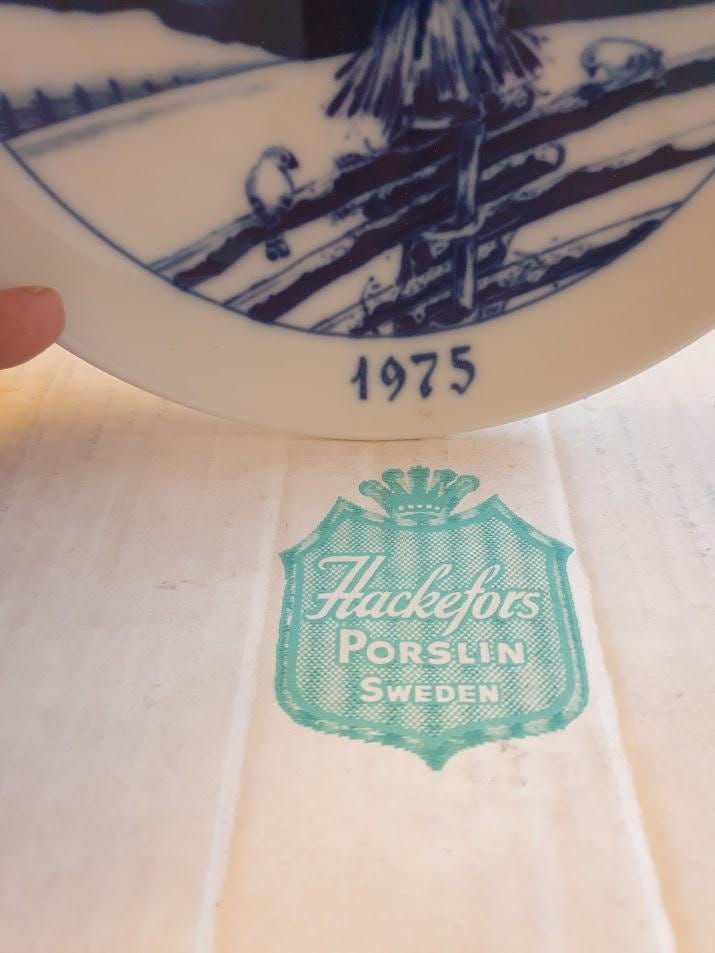 1975
Hackefors
PORSLIN
SWEDEN